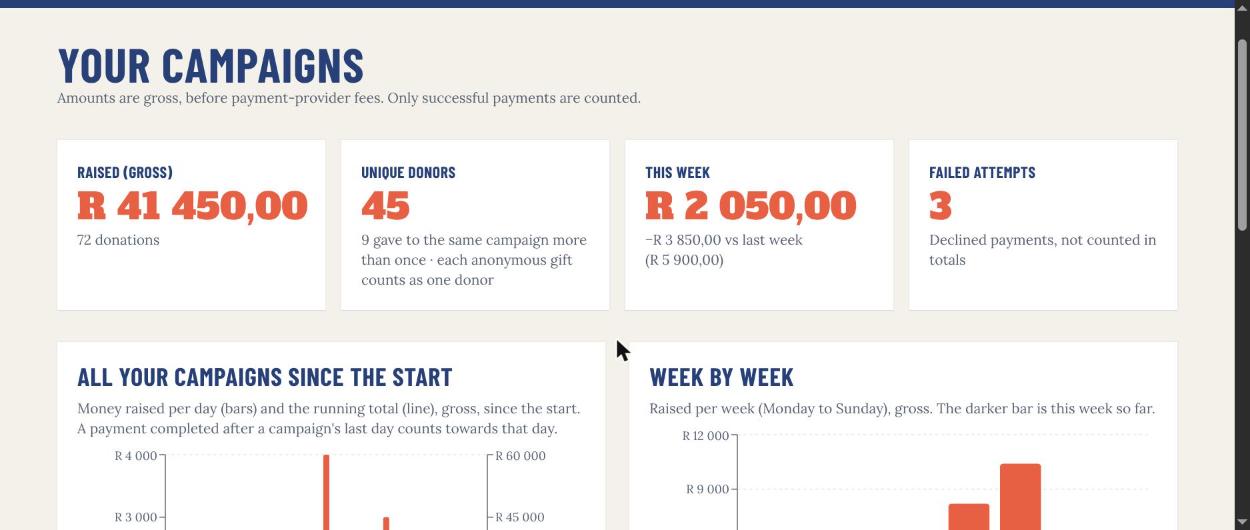 YOUR CAMPAIGNS
Amounts are gross, before payment-provider fees. Only successful payments are counted.
RAISED (GROSS)
R 41 450,00
72 donations
UNIQUE DONORS
45
9 gave to the same campaign more
than once · each anonymous gift
counts as one donor
THIS WEEK
R 2 050,00
−R 3 850,00 vs last week
(R 5 900,00)
FAILED ATTEMPTS
3
Declined payments, not counted in
totals
ALL YOUR CAMPAIGNS SINCE THE START
Money raised per day (bars) and the running total (line), gross, since the start.
A payment completed after a campaign's last day counts towards that day.
R 4 000
R 60 000
R 3 000
R 45 000
WEEK BY WEEK
Raised per week (Monday to Sunday), gross. The darker bar is this week so far.
R 12 000
R 9 000